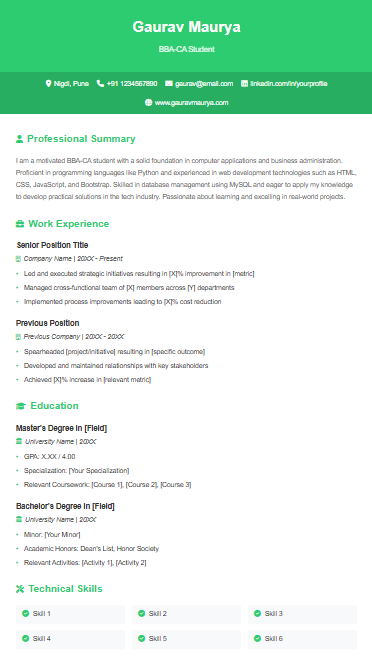 Gaurav Maurya
BBA-CA Student
Nigdi, Pune +91 1234567890 gaurav@email.com linkedin.com/in/yourprofile
www.gauravmaurya.com
Professional Summary
I am a motivated BBA-CA student with a solid foundation in computer applications and business administration.
Proficient in programming languages like Python and experienced in web development technologies such as HTML,
CSS, JavaScript, and Bootstrap. Skilled in database management using MySQL and eager to apply my knowledge
to develop practical solutions in the tech industry. Passionate about learning and excelling in real-world projects.
Work Experience
Senior Position Title
Company Name | 20XX - Present
• Led and executed strategic initiatives resulting in [X]% improvement in [metric]
• Managed cross-functional team of [X] members across [Y] departments
• Implemented process improvements leading to [X]% cost reduction
Previous Position
Previous Company | 20XX - 20XX
• Spearheaded [project/initiative] resulting in [specific outcome]
• Developed and maintained relationships with key stakeholders
• Achieved [X]% increase in [relevant metric]
Education
Master's Degree in [Field]
University Name | 20XX
• GPA: X.XX / 4.00
• Specialization: [Your Specialization]
• Relevant Coursework: [Course 1], [Course 2], [Course 3]
Bachelor's Degree in [Field]
University Name | 20XX
• Minor: [Your Minor]
• Academic Honors: Dean's List, Honor Society
• Relevant Activities: [Activity 1], [Activity 2]
Technical Skills
Skill 1 Skill 2 Skill 3
Skill 4 Skill 5 Skill 6